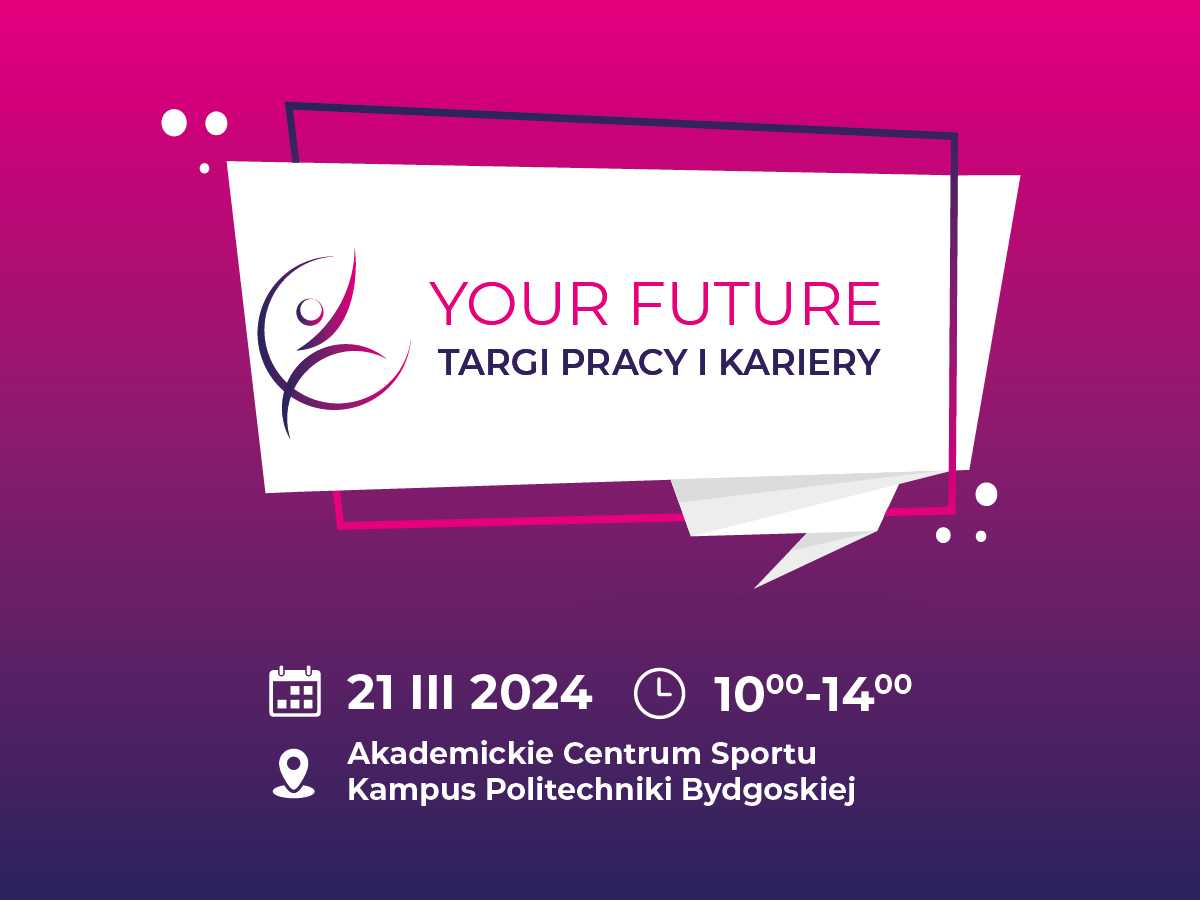 YOUR FUTURE
TARGI PRACY I KARIERY
21 III 2024
10⁰⁰-14⁰⁰
Akademickie Centrum Sportu
Kampus Politechniki Bydgoskiej